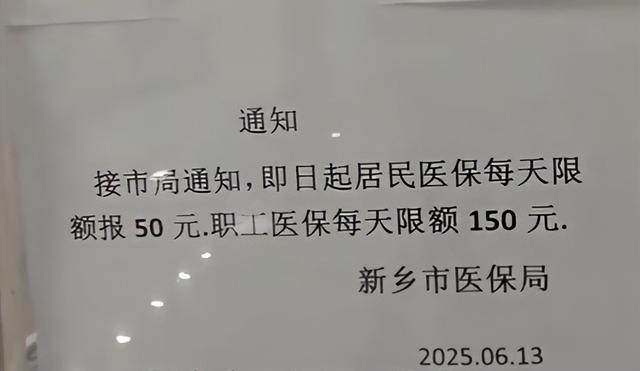 通知
接市局通知,即日起居民医保每天限
额报 50 元.职工医保每天限额 150 元.
新乡市医保局
2025.06.13